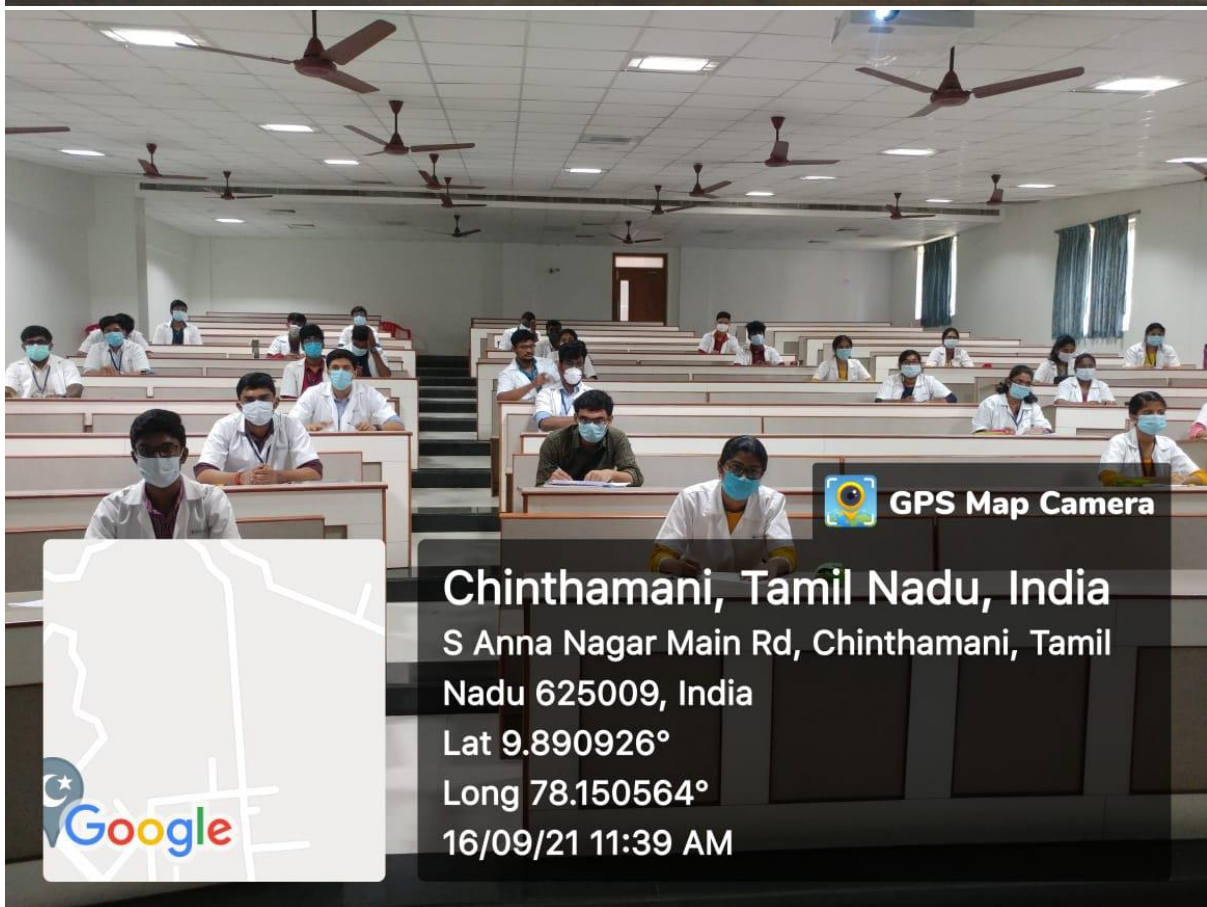 GPS Map Camera
Chinthamani, Tamil Nadu, India
S Anna Nagar Main Rd, Chinthamani, Tamil
Nadu 625009, India
Lat 9.890926°
Long 78.150564°
16/09/21 11:39 AM
Google